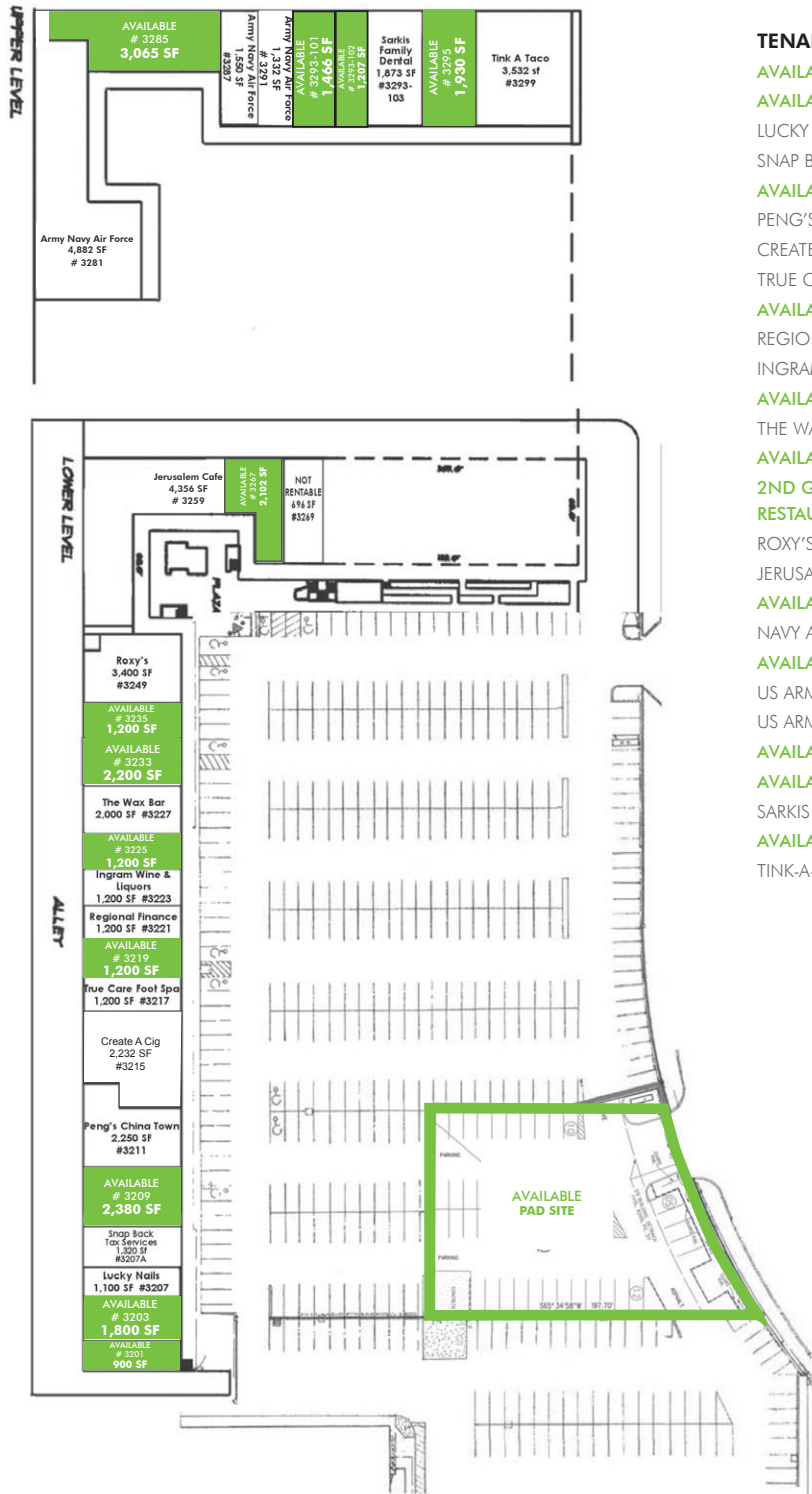 UPPER LEVEL
AVAILABLE
# 3285
3,065 SF
Army Navy Air Force
1,550 SF
#3287
Army Navy Air Force
1,332 SF
# 3291
AVAILABLE
# 3293-101
1,466 SF
AVAILABLE
# 3293-102
1,207 SF
Sarkis
Family
Dental
1,873 SF
#3293-
103
AVAILABLE
# 3295
1,930 SF
Tink A Taco
3,532 sf
#3299
Army Navy Air Force
4,882 SF
# 3281
LOWER LEVEL
Jerusalem Cafe
4,356 SF
# 3259
AVAILABLE
# 3267
2,102 SF
NOT
RENTABLE
696 SF
#3269
PLAZA
Roxy's
3,400 SF
#3249
AVAILABLE
# 3235
1,200 SF
AVAILABLE
# 3233
2,200 SF
The Wax Bar
2,000 SF #3227
AVAILABLE
# 3225
1,200 SF
Ingram Wine &
Liquors
1,200 SF #3223
Regional Finance
1,200 SF #3221
AVAILABLE
# 3219
1,200 SF
True Care Foot Spa
1,200 SF #3217
ALLEY
Create A Cig
2,232 SF
#3215
Peng's China Town
2,250 SF
#3211
AVAILABLE
# 3209
2,380 SF
Snap Back
Tax Services
1,320 Sf
#3207A
Lucky Nails
1,100 SF #3207
AVAILABLE
# 3203
1,800 SF
AVAILABLE
# 3201
900 SF
PARKING
AVAILABLE
PAD SITE
PARKING
CONCRETE
S65° 34'58"W 197.70'
ASPHALT
TENA
AVAILA
AVAILA
LUCKY
SNAP B
AVAILA
PENG'S
CREATE
TRUE C
AVAILA
REGIO
INGRAM
AVAILA
THE WA
AVAILA
2ND G
RESTAU
ROXY'S
JERUSA
AVAILA
NAVY A
AVAILA
US ARM
US ARM
AVAILA
AVAILA
SARKIS
AVAILA
TINK-A-